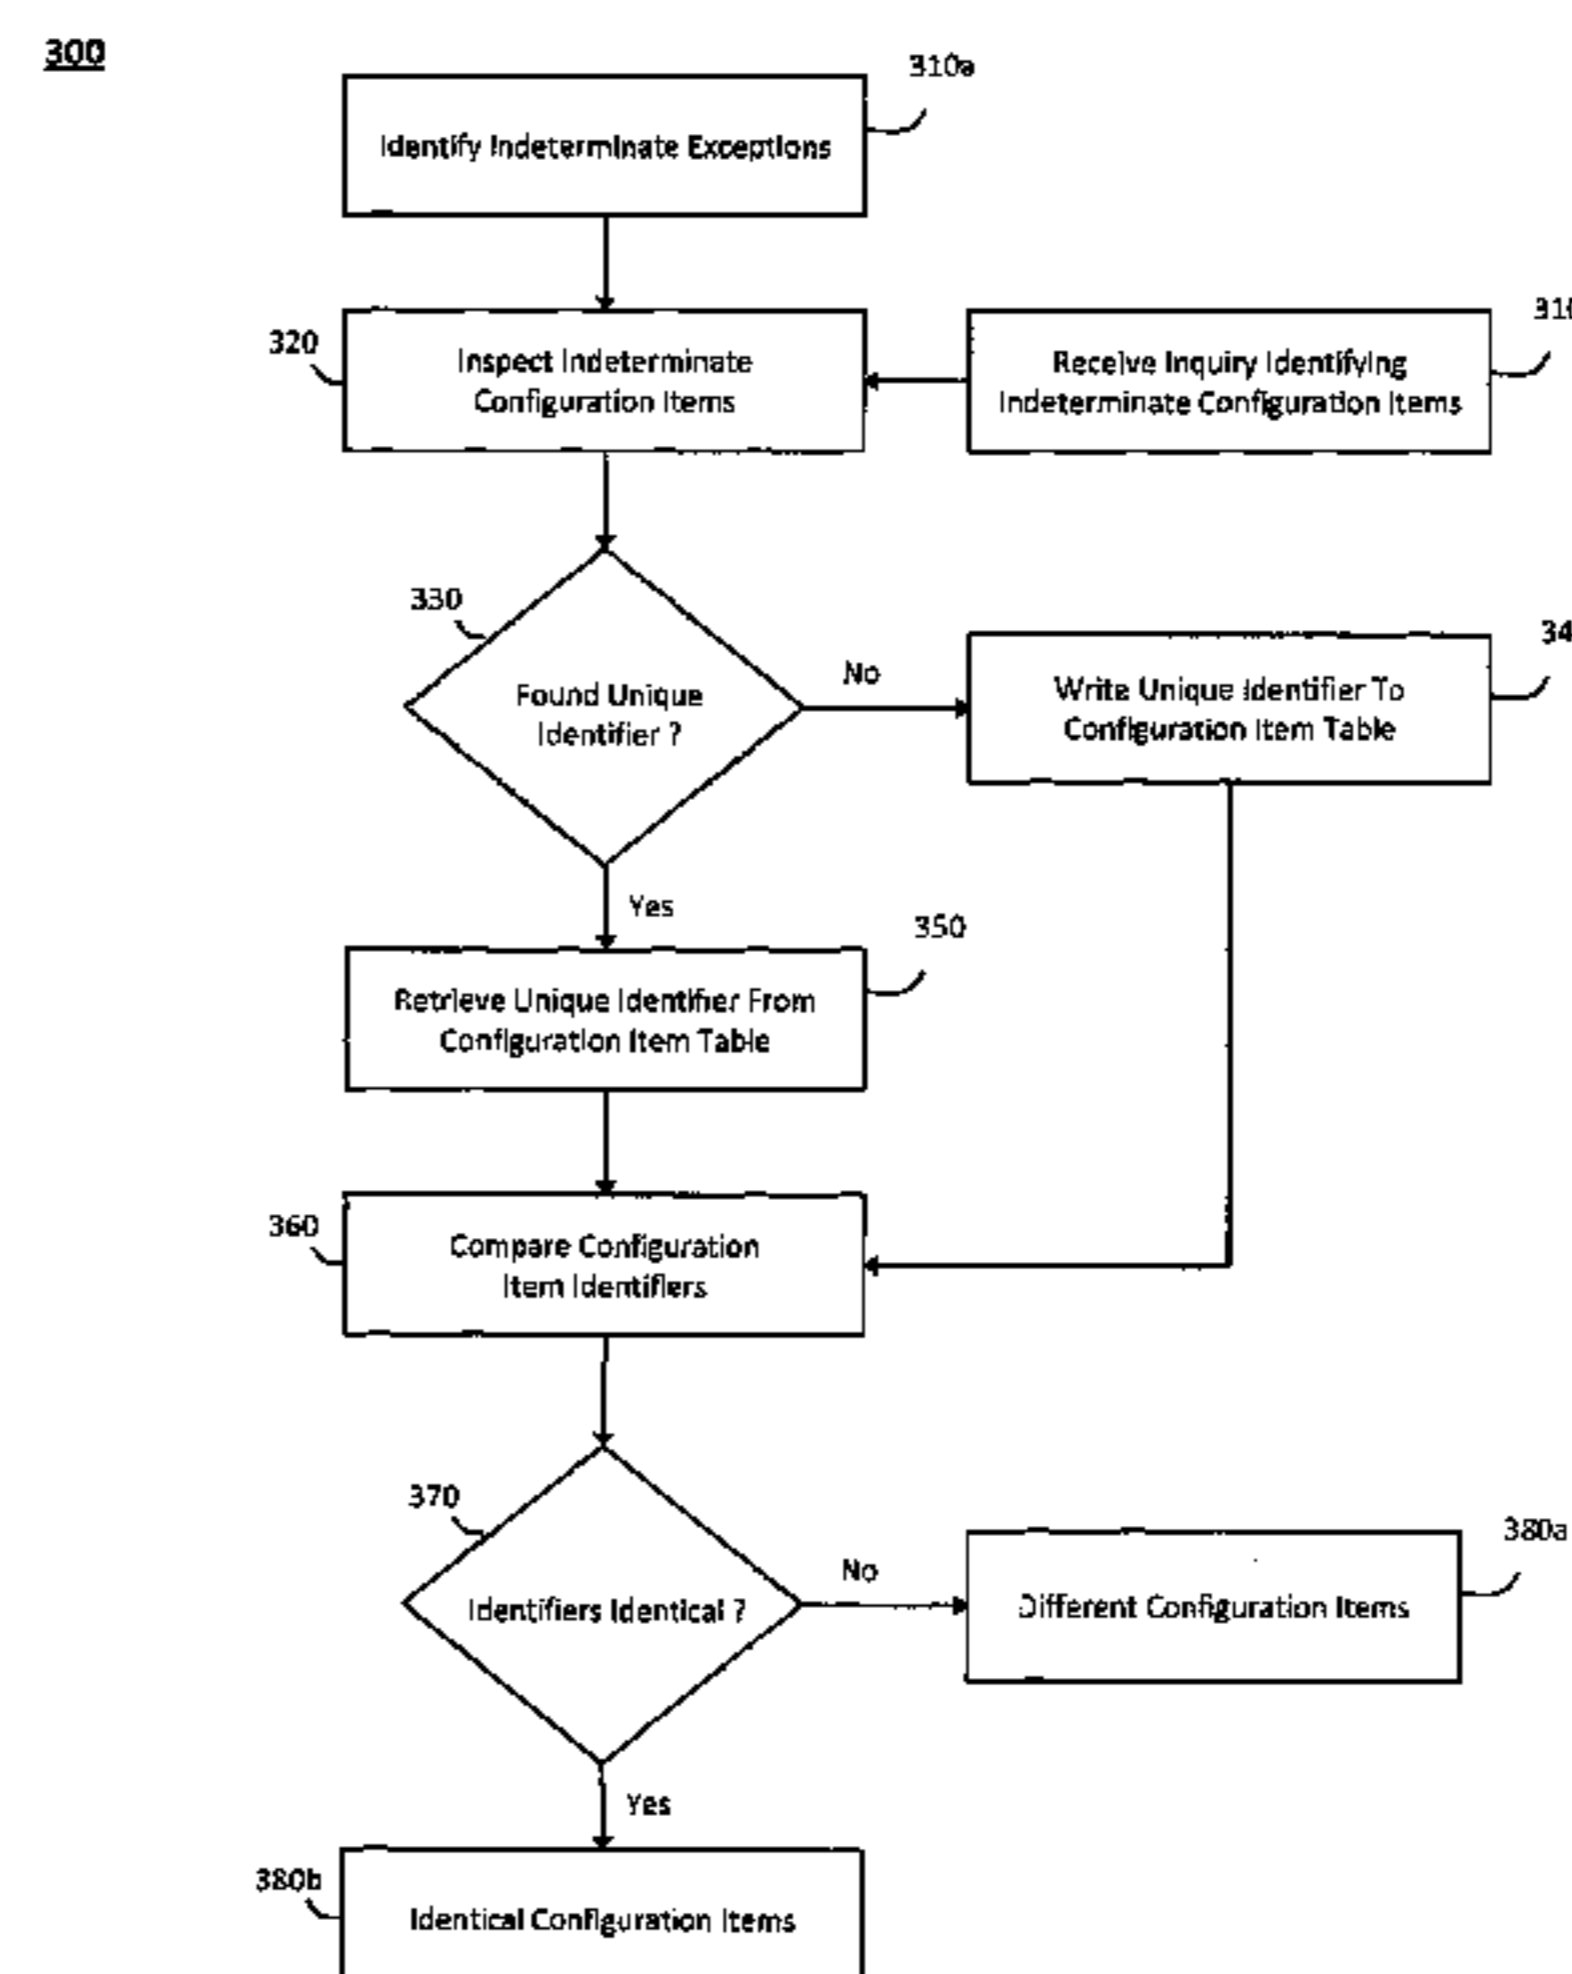 300
310a
Identify Indeterminate Exceptions
320
Inspect Indeterminate
Configuration Items
Receive Inquiry Identifying
Indeterminate Configuration Items
330
Found Unique
Identifier ?
No
34
Write Unique Identifier To
Configuration Item Table
Yes
350
Retrieve Unique Identifier From
Configuration Item Table
360
Compare Configuration
Item Identifiers
370
Identifiers Identical ?
No
380a
Different Configuration Items
Yes
380b
Identical Configuration Items